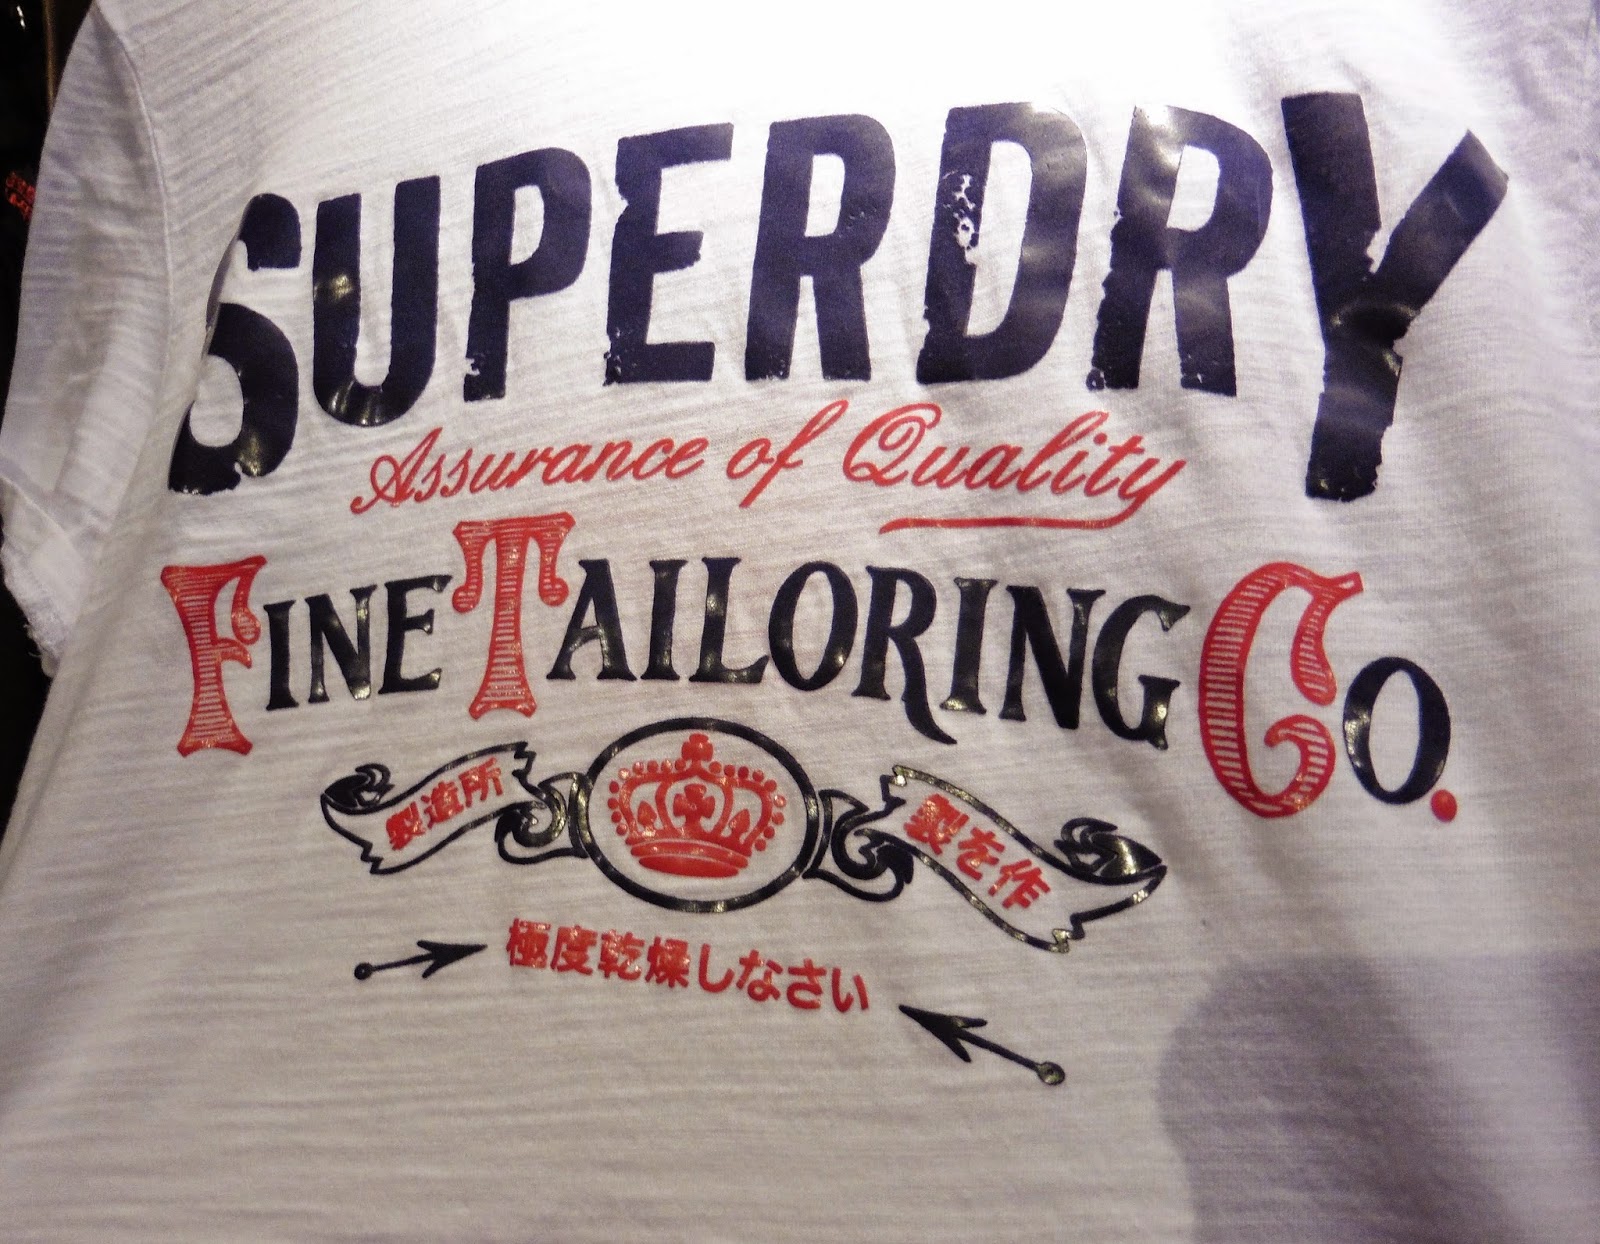 SUPERDRY
Assurance of Quality
FINE TAILORING CO.
製造所
製を作
極度乾燥しなさい